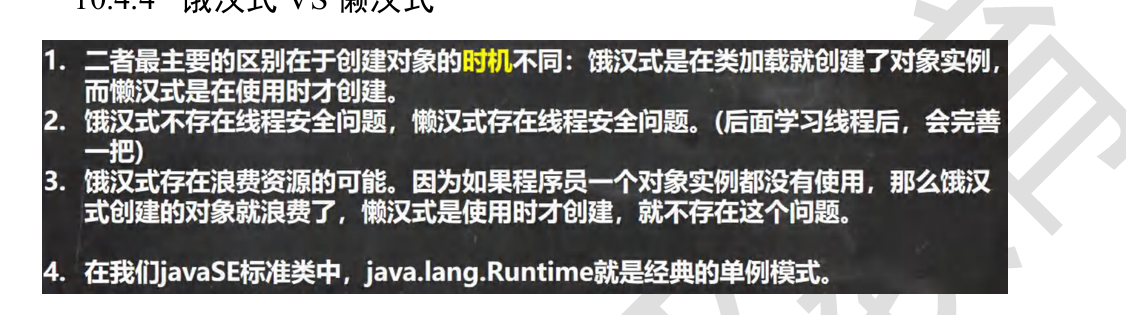 10.4.4 饿汉式 VS 懒汉式
1. 二者最主要的区别在于创建对象的时机不同：饿汉式是在类加载就创建了对象实例，
而懒汉式是在使用时才创建。
2. 饿汉式不存在线程安全问题，懒汉式存在线程安全问题。(后面学习线程后，会完善
一把)
3. 饿汉式存在浪费资源的可能。因为如果程序员一个对象实例都没有使用，那么饿汉
式创建的对象就浪费了，懒汉式是使用时才创建，就不存在这个问题。
4. 在我们javaSE标准类中，java.lang.Runtime就是经典的单例模式。